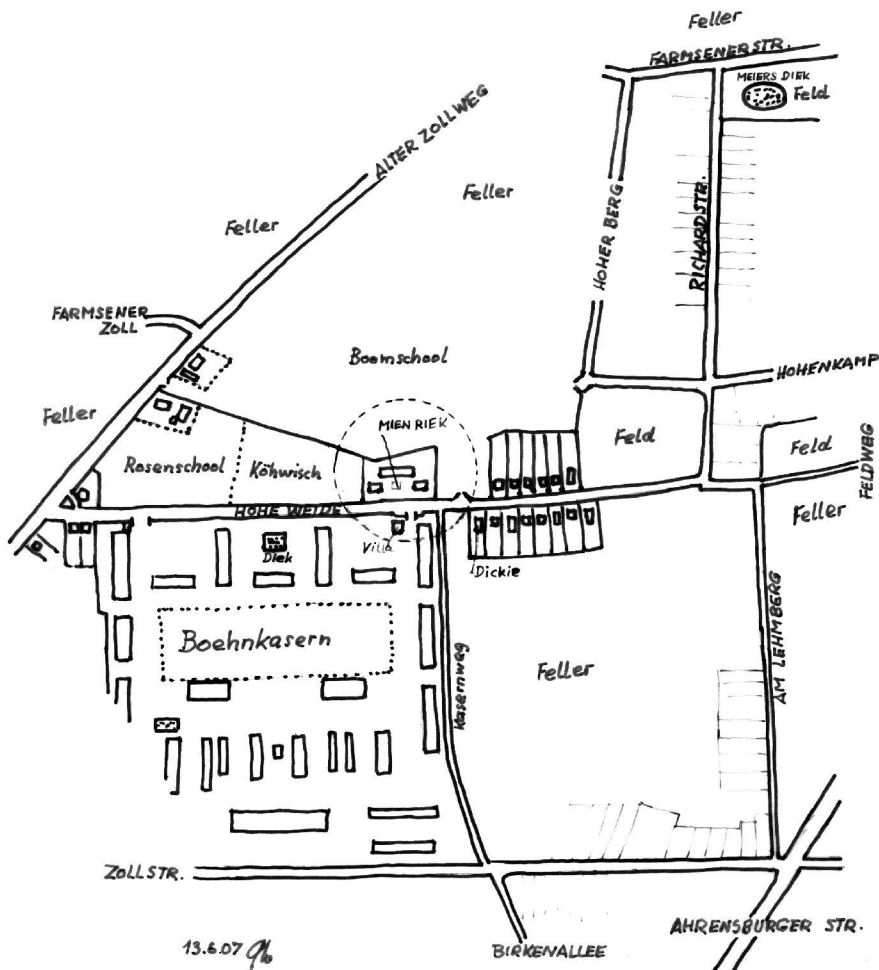 Feller
FARMSENERSTR.
MEIERS DIEK
Feld
ALTER ZOLLWEG
Feller
Feller
HOHER BERG
RICHARDSTR.
FARMSENER
ZOLL
Boomschool
HOHENKAMP
Feller
MIEN RIEK
Rosenschool
Köhwisch
Feld
Feld
FELDWEG
HOHE WEIDE
Villa
Diek
Dickie
Feller
Boehnkasern
Kasernweg
Feller
AM LEHMBERG
ZOLLSTR.
AHRENSBURGER STR.
13.6.07
BIRKENALLEE